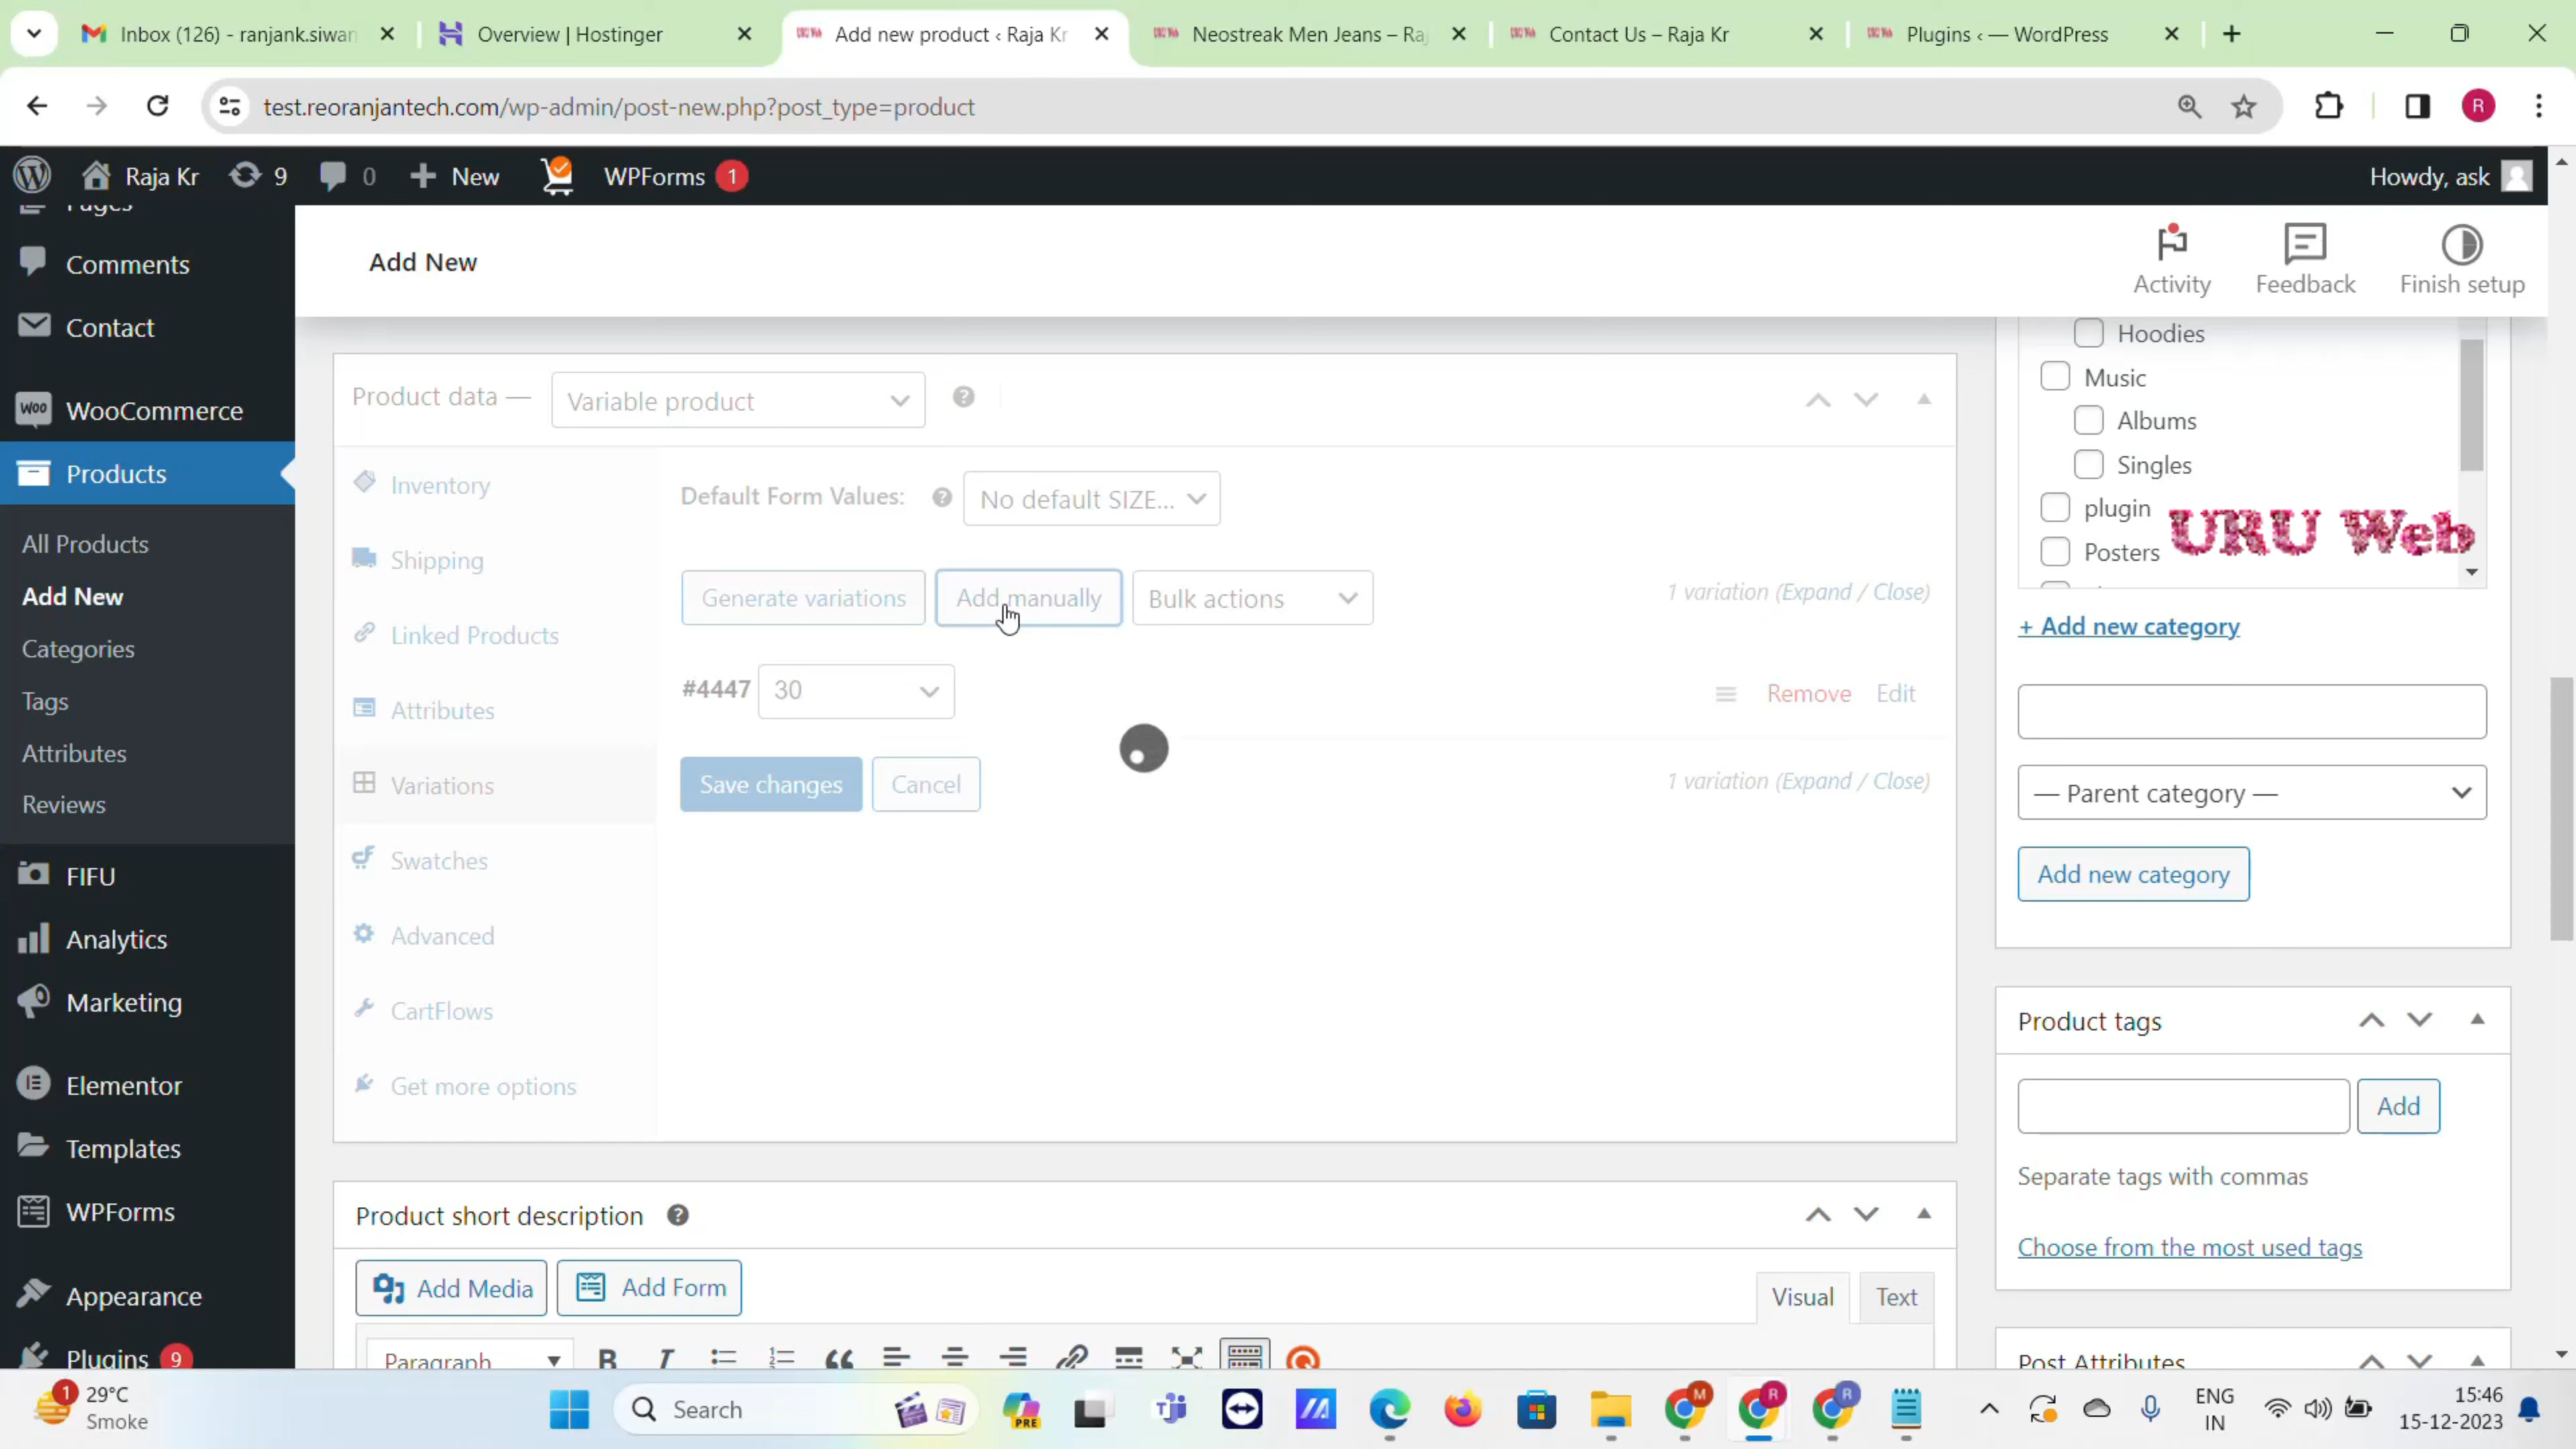 Inbox (126) - ranjank.siwan
Overview | Hostinger
Add new product ‹ Raja Kr
Neostreak Men Jeans – Raj
Contact Us – Raja Kr
Plugins ‹ — WordPress
test.reoranjantech.com/wp-admin/post-new.php?post_type=product
R
Raja Kr
9
0
New
WPForms 1
Howdy, ask
Pages
Comments
Contact
WooCommerce
Products
All Products
Add New
Categories
Tags
Attributes
Reviews
FIFU
Analytics
Marketing
Elementor
Templates
WPForms
Appearance
Plugins 9
Add New
Activity
Feedback
Finish setup
Product data —
Variable product
Inventory
Shipping
Linked Products
Attributes
Variations
Swatches
Advanced
CartFlows
Get more options
Default Form Values:
No default SIZE...
Generate variations
Add manually
Bulk actions
1 variation (Expand / Close)
#4447
30
Remove
Edit
Save changes
Cancel
1 variation (Expand / Close)
Product short description
Add Media
Add Form
Visual
Text
Paragraph
Hoodies
Music
Albums
Singles
plugin
Posters
URU Web
+ Add new category
— Parent category —
Add new category
Product tags
Add
Separate tags with commas
Choose from the most used tags
Post Attributes
1
29°C
Smoke
Search
PRE
M
R
R
ENG
IN
15:46
15-12-2023